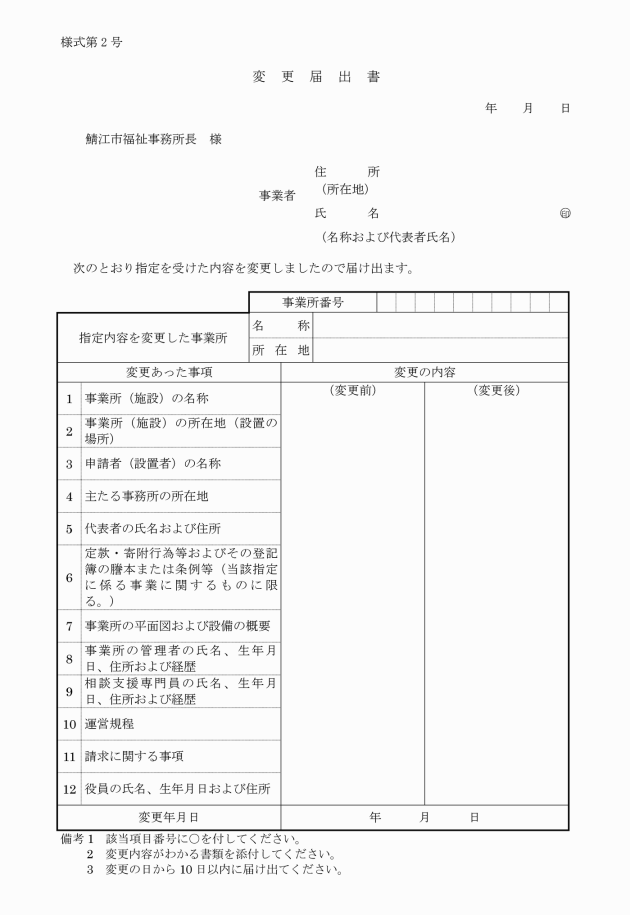 様式第２号
変　更　届　出　書
年　　月　　日
鯖江市福祉事務所長　様
住　　　所
事業者
（所在地）
氏　　　名　　　㊞
（名称および代表者氏名）
次のとおり指定を受けた内容を変更しましたので届け出ます。
事業所番号
指定内容を変更した事業所
名　　称
所　在　地
変更あった事項　変更の内容
（変更前）　（変更後）
1　事業所（施設）の名称
2　事業所（施設）の所在地（設置の
場所）
3　申請者（設置者）の名称
4　主たる事務所の所在地
5　代表者の氏名および住所
6　定款・寄附行為等およびその登記
簿の謄本または条例等（当該指定
に係る事業に関するものに限
る。）
7　事業所の平面図および設備の概要
8　事業所の管理者の氏名、生年月
日、住所および経歴
9　相談支援専門員の氏名、生年月
日、住所および経歴
10　運営規程
11　請求に関する事項
12　役員の氏名、生年月日および住所
変更年月日　年　　月　　日
備考１　該当項目番号に○を付してください。
２　変更内容がわかる書類を添付してください。
３　変更の日から 10 日以内に届け出てください。